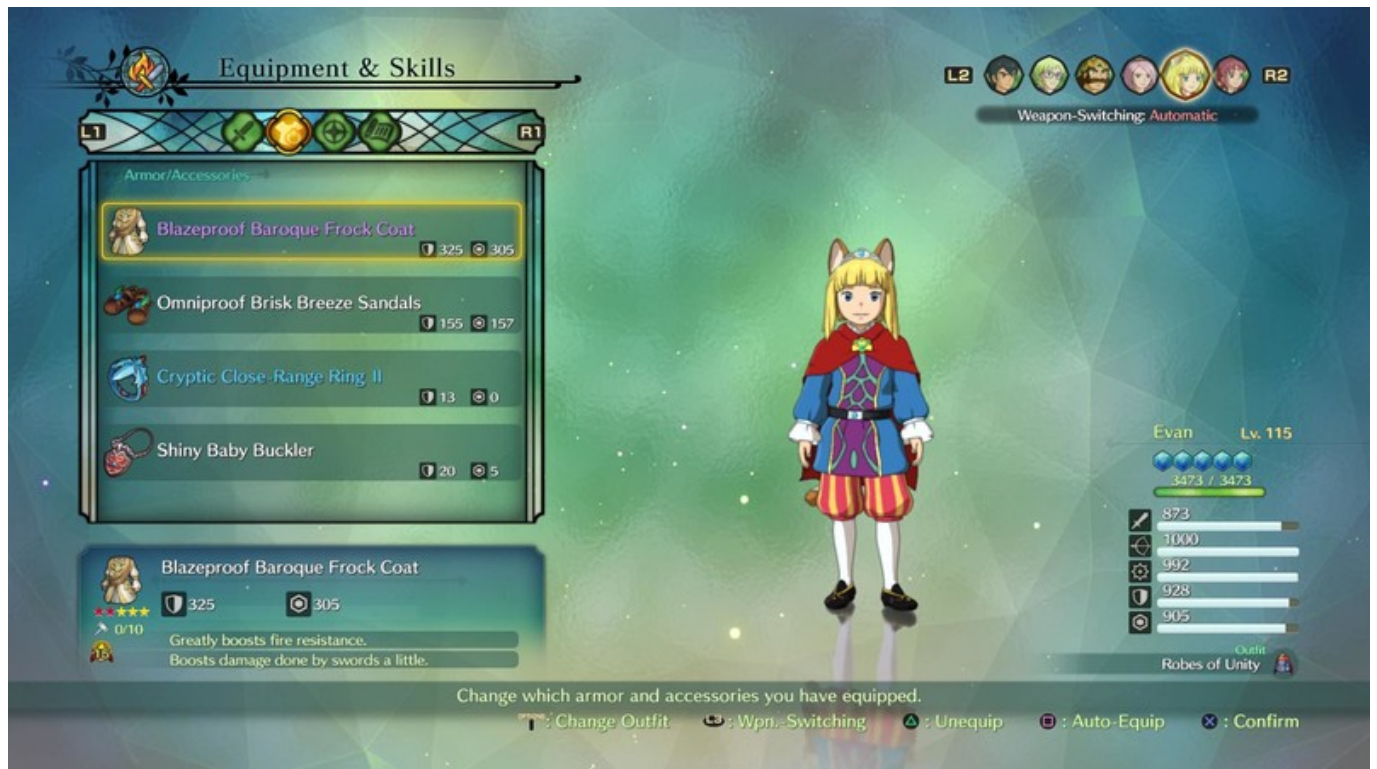 Equipment & Skills
L2
R2
Weapon-Switching: Automatic
L1
R1
Armor/Accessories
Blazeproof Baroque Frock Coat
325 305
Omniproof Brisk Breeze Sandals
155 157
Cryptic Close-Range Ring II
13 0
Shiny Baby Buckler
20 5
Evan Lv. 115
3473 / 3473
873
1000
992
928
905
Outfit
Robes of Unity
Blazeproof Baroque Frock Coat
325 305
0/10
Greatly boosts fire resistance.
Boosts damage done by swords a little.
Change which armor and accessories you have equipped.
: Change Outfit : Wpn.-Switching : Unequip : Auto-Equip : Confirm